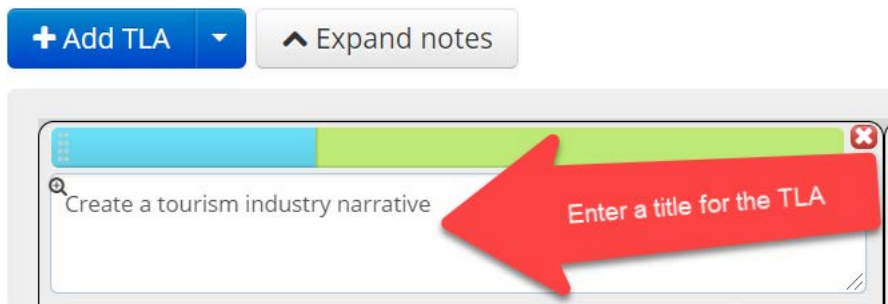 Add TLA
Expand notes
Create a tourism industry narrative
Enter a title for the TLA